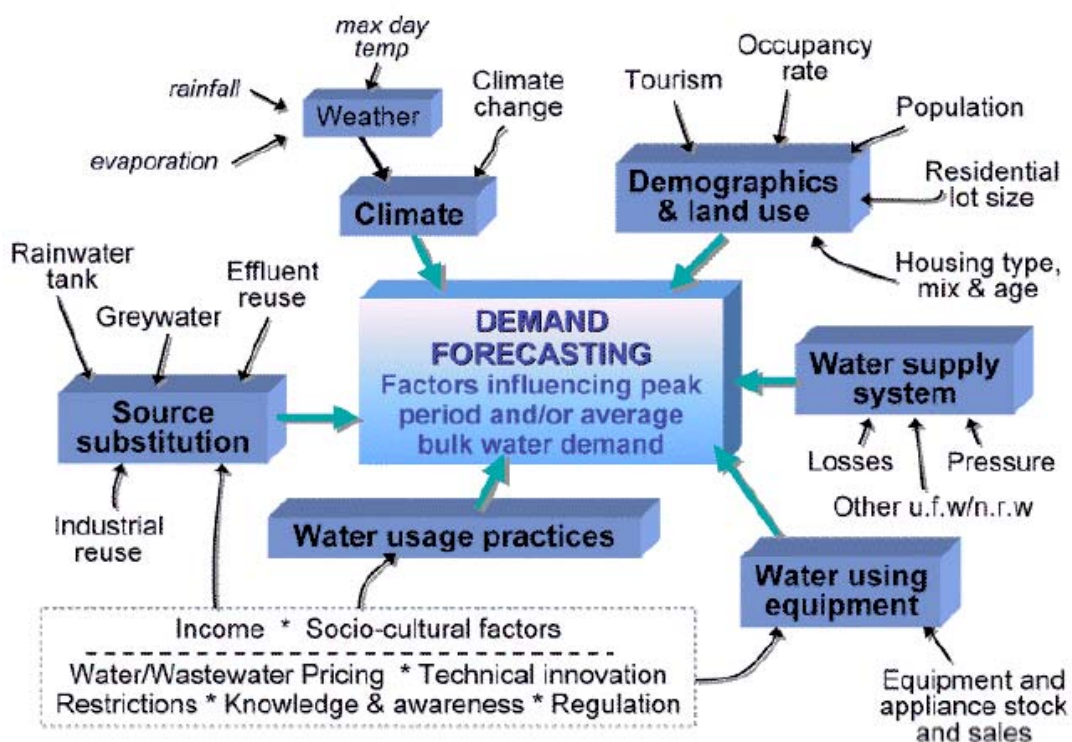 max day
temp
rainfall
Weather
evaporation
Climate
change
Climate
Tourism
Occupancy
rate
Population
Demographics
& land use
Residential
lot size
Housing type,
mix & age
Rainwater
tank
Greywater
Effluent
reuse
Source
substitution
Industrial
reuse
DEMAND
FORECASTING
Factors influencing peak
period and/or average
bulk water demand
Water supply
system
Losses
Pressure
Other u.f.w/n.r.w
Water usage practices
Water using
equipment
Equipment and
appliance stock
and sales
Income * Socio-cultural factors
Water/Wastewater Pricing * Technical innovation
Restrictions * Knowledge & awareness * Regulation